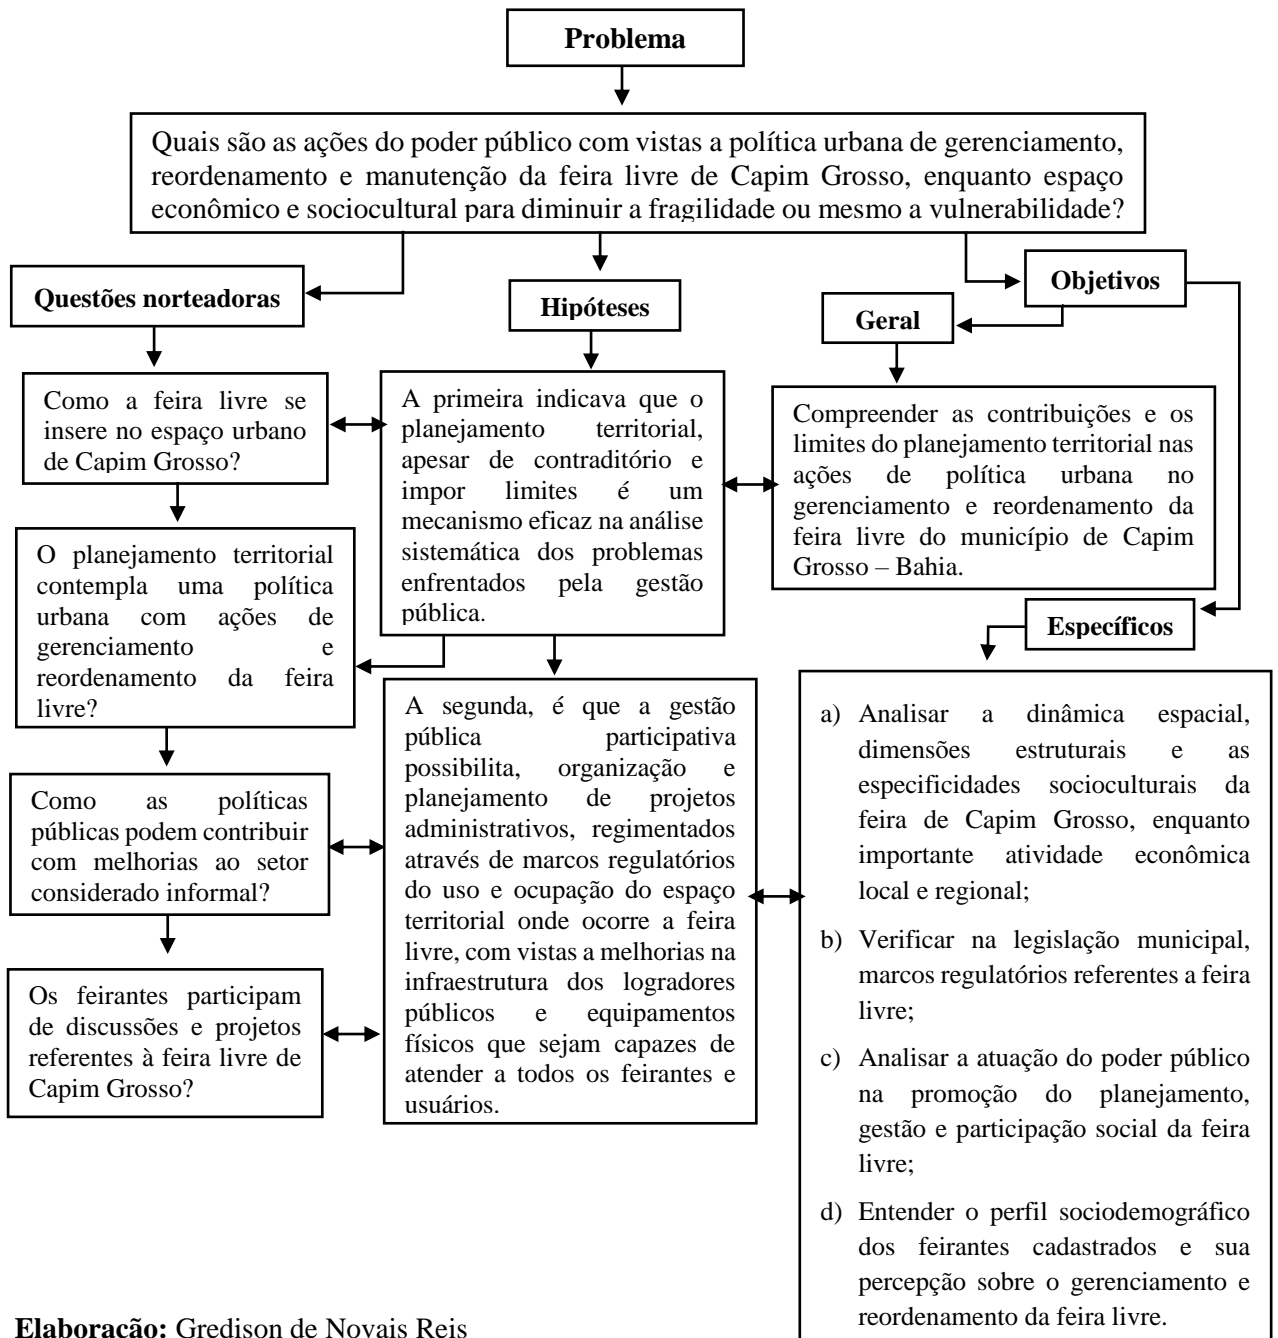 Problema
Quais são as ações do poder público com vistas a política urbana de gerenciamento,
reordenamento e manutenção da feira livre de Capim Grosso, enquanto espaço
econômico e sociocultural para diminuir a fragilidade ou mesmo a vulnerabilidade?
Questões norteadoras
Como a feira livre se
insere no espaço urbano
de Capim Grosso?
O planejamento territorial
contempla uma política
urbana com ações de
gerenciamento e
reordenamento da feira
livre?
Como as políticas
públicas podem contribuir
com melhorias ao setor
considerado informal?
Os feirantes participam
de discussões e projetos
referentes à feira livre de
Capim Grosso?
Hipóteses
A primeira indicava que o
planejamento territorial,
apesar de contraditório e
impor limites é um
mecanismo eficaz na análise
sistemática dos problemas
enfrentados pela gestão
pública.
A segunda, é que a gestão
pública participativa
possibilita, organização e
planejamento de projetos
administrativos, regimentados
através de marcos regulatórios
do uso e ocupação do espaço
territorial onde ocorre a feira
livre, com vistas a melhorias na
infraestrutura dos logradores
públicos e equipamentos
físicos que sejam capazes de
atender a todos os feirantes e
usuários.
Objetivos
Geral
Compreender as contribuições e os
limites do planejamento territorial nas
ações de política urbana no
gerenciamento e reordenamento da
feira livre do município de Capim
Grosso – Bahia.
Específicos
a) Analisar a dinâmica espacial,
dimensões estruturais e as
especificidades socioculturais da
feira de Capim Grosso, enquanto
importante atividade econômica
local e regional;
b) Verificar na legislação municipal,
marcos regulatórios referentes a feira
livre;
c) Analisar a atuação do poder público
na promoção do planejamento,
gestão e participação social da feira
livre;
d) Entender o perfil sociodemográfico
dos feirantes cadastrados e sua
percepção sobre o gerenciamento e
reordenamento da feira livre.
Elaboração: Gredison de Novais Reis